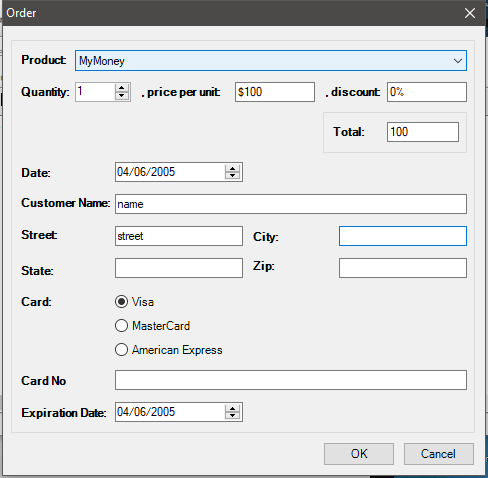 Order
Product: MyMoney
Quantity: 1 , price per unit: $100 , discount: 0%
Total: 100
Date: 04/06/2005
Customer Name: name
Street: street City:
State: Zip:
Card: Visa
MasterCard
American Express
Card No
Expiration Date: 04/06/2005
OK Cancel